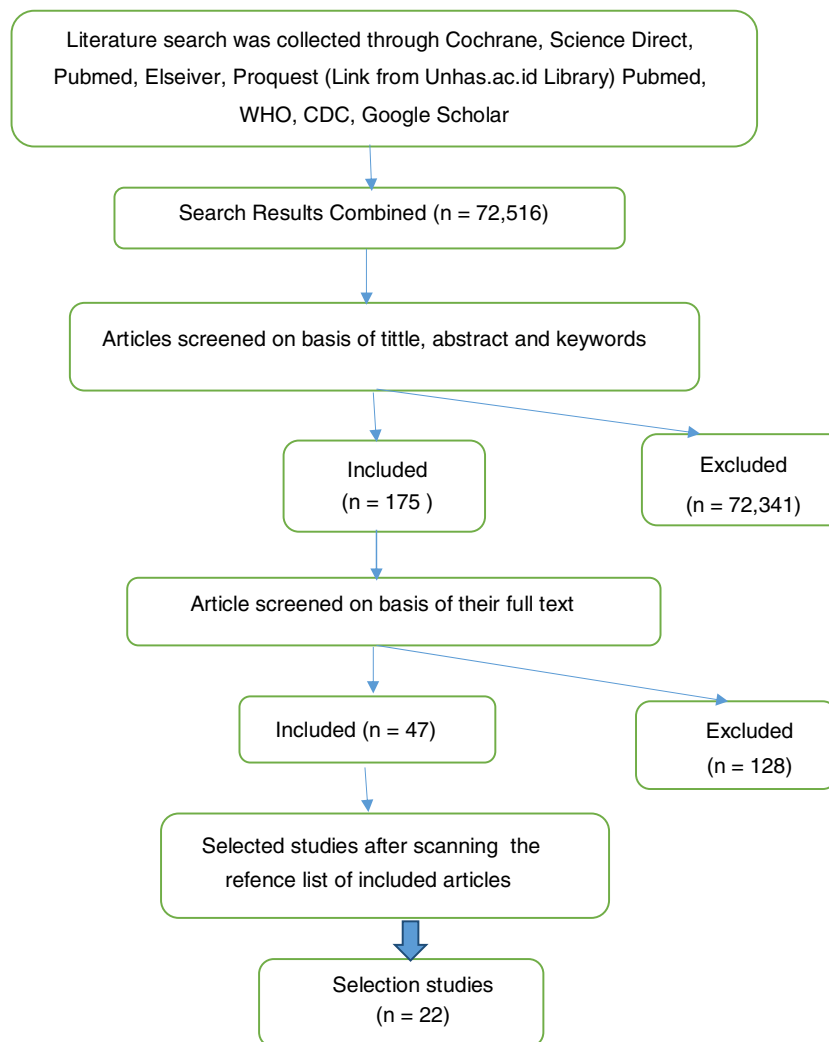 Literature search was collected through Cochrane, Science Direct,
Pubmed, Elseiver, Proquest (Link from Unhas.ac.id Library) Pubmed,
WHO, CDC, Google Scholar
Search Results Combined (n = 72,516)
Articles screened on basis of tittle, abstract and keywords
Included
(n = 175 )
Excluded
(n = 72,341)
Article screened on basis of their full text
Included (n = 47)
Excluded
(n = 128)
Selected studies after scanning the
refence list of included articles
Selection studies
(n = 22)